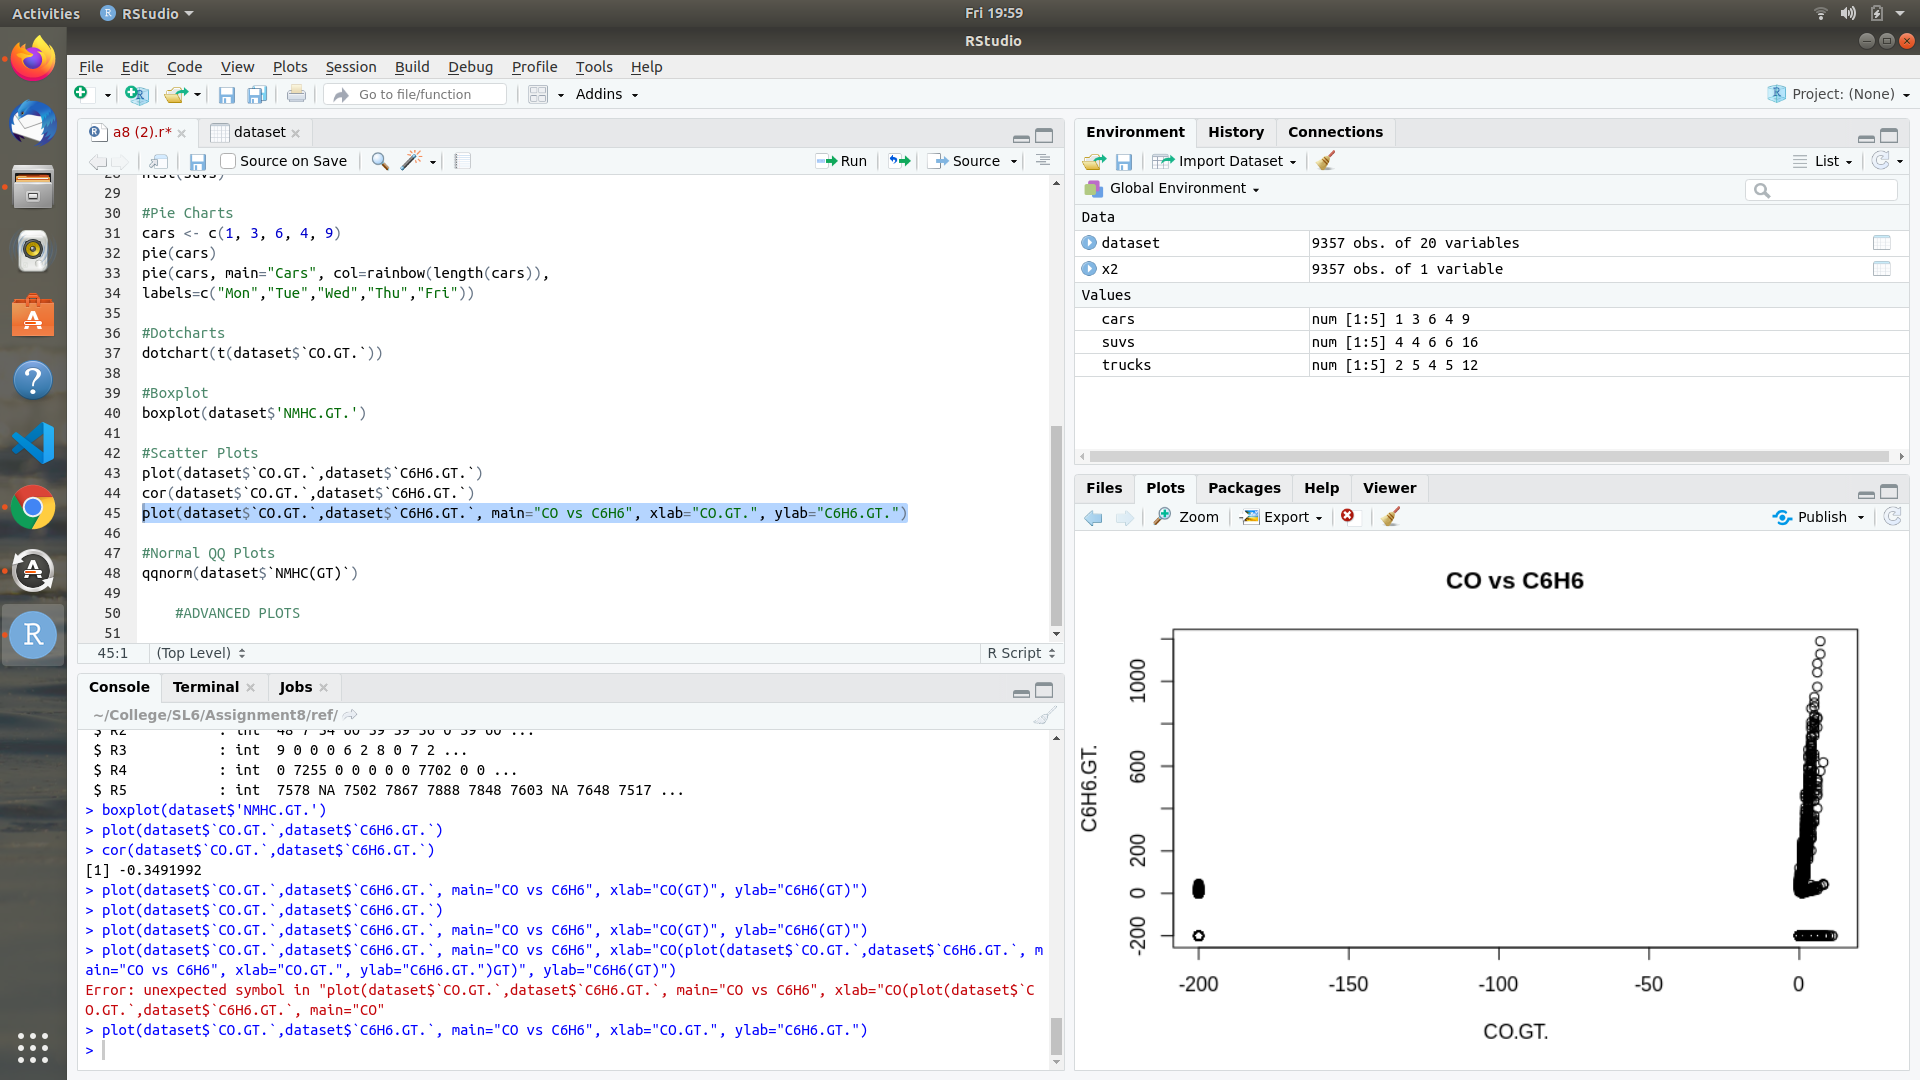 Activities
RStudio
Fri 19:59
RStudio
File Edit Code View Plots Session Build Debug Profile Tools Help
Go to file/function
Addins
Project: (None)
a8 (2).r*
dataset
Source on Save
Run
Source
28 hist(suvs)
29
30 #Pie Charts
31 cars <- c(1, 3, 6, 4, 9)
32 pie(cars)
33 pie(cars, main="Cars", col=rainbow(length(cars)),
34 labels=c("Mon","Tue","Wed","Thu","Fri"))
35
36 #Dotcharts
37 dotchart(t(dataset$`CO.GT.`))
38
39 #Boxplot
40 boxplot(dataset$'NMHC.GT.')
41
42 #Scatter Plots
43 plot(dataset$`CO.GT.`,dataset$`C6H6.GT.`)
44 cor(dataset$`CO.GT.`,dataset$`C6H6.GT.`)
45 plot(dataset$`CO.GT.`,dataset$`C6H6.GT.`, main="CO vs C6H6", xlab="CO.GT.", ylab="C6H6.GT.")
46
47 #Normal QQ Plots
48 qqnorm(dataset$`NMHC(GT)`)
49
50 #ADVANCED PLOTS
51
45:1 (Top Level) R Script
Console Terminal Jobs
~/College/SL6/Assignment8/ref/
$ R2 : int 48 7 34 60 59 59 50 0 59 60 ...
$ R3 : int 9 0 0 0 6 2 8 0 7 2 ...
$ R4 : int 0 7255 0 0 0 0 0 7702 0 0 ...
$ R5 : int 7578 NA 7502 7867 7888 7848 7603 NA 7648 7517 ...
> boxplot(dataset$'NMHC.GT.')
> plot(dataset$`CO.GT.`,dataset$`C6H6.GT.`)
> cor(dataset$`CO.GT.`,dataset$`C6H6.GT.`)
[1] -0.3491992
> plot(dataset$`CO.GT.`,dataset$`C6H6.GT.`, main="CO vs C6H6", xlab="CO(GT)", ylab="C6H6(GT)")
> plot(dataset$`CO.GT.`,dataset$`C6H6.GT.`)
> plot(dataset$`CO.GT.`,dataset$`C6H6.GT.`, main="CO vs C6H6", xlab="CO(GT)", ylab="C6H6(GT)")
> plot(dataset$`CO.GT.`,dataset$`C6H6.GT.`, main="CO vs C6H6", xlab="CO(plot(dataset$`CO.GT.`,dataset$`C6H6.GT.`, m
ain="CO vs C6H6", xlab="CO.GT.", ylab="C6H6.GT.")GT)", ylab="C6H6(GT)")
Error: unexpected symbol in "plot(dataset$`CO.GT.`,dataset$`C6H6.GT.`, main="CO vs C6H6", xlab="CO(plot(dataset$`C
O.GT.`,dataset$`C6H6.GT.`, main="CO"
> plot(dataset$`CO.GT.`,dataset$`C6H6.GT.`, main="CO vs C6H6", xlab="CO.GT.", ylab="C6H6.GT.")
>
Environment History Connections
Import Dataset
List
Global Environment
Data
dataset 9357 obs. of 20 variables
x2 9357 obs. of 1 variable
Values
cars num [1:5] 1 3 6 4 9
suvs num [1:5] 4 4 6 6 16
trucks num [1:5] 2 5 4 5 12
Files Plots Packages Help Viewer
Zoom Export Publish
CO vs C6H6
C6H6.GT.
1000
600
200
0
-200
-200 -150 -100 -50 0
CO.GT.